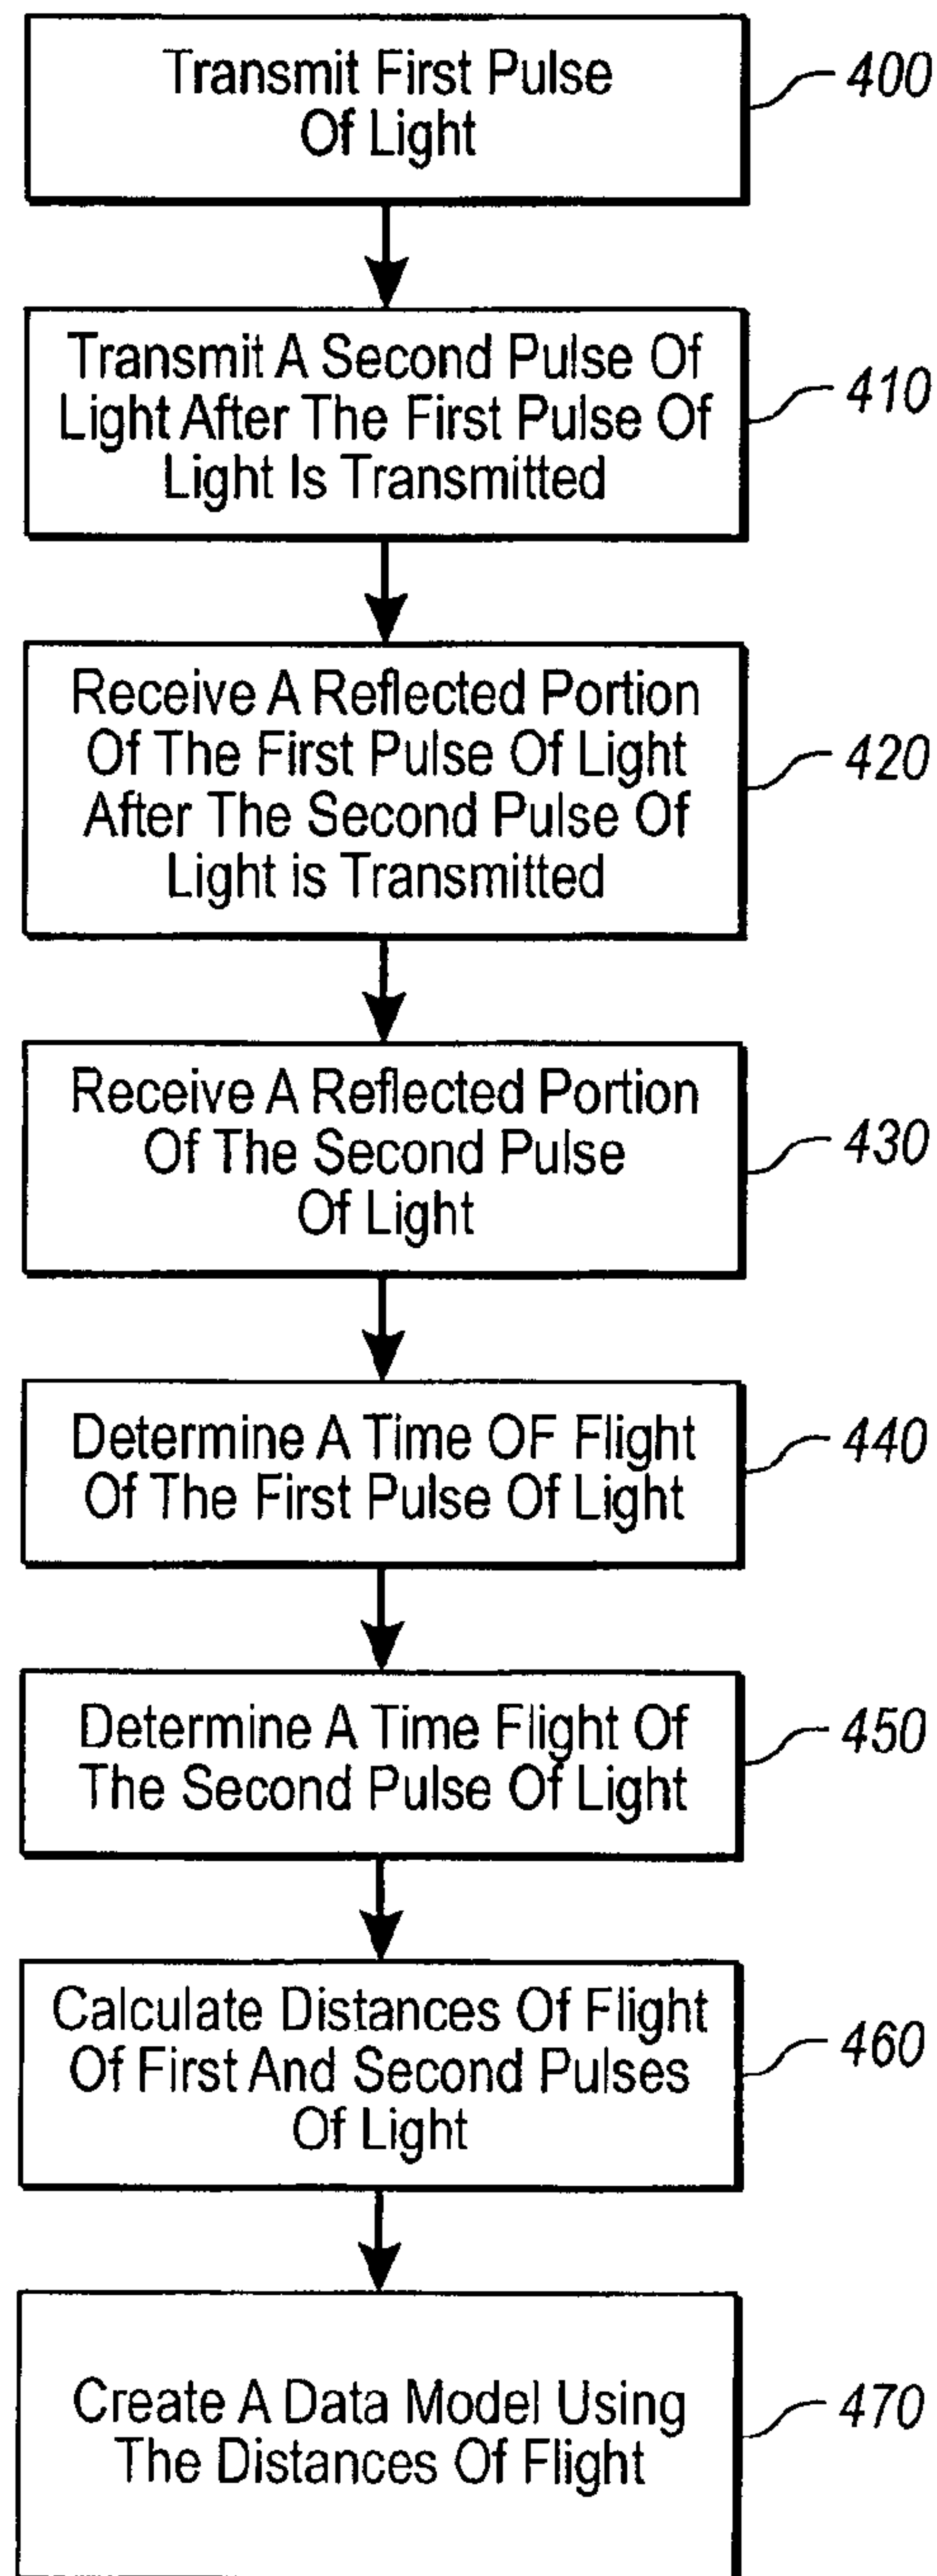 Transmit First Pulse
Of Light
400
Transmit A Second Pulse Of
Light After The First Pulse Of
Light Is Transmitted
410
Receive A Reflected Portion
Of The First Pulse Of Light
After The Second Pulse Of
Light is Transmitted
420
Receive A Reflected Portion
Of The Second Pulse
Of Light
430
Determine A Time OF Flight
Of The First Pulse Of Light
440
Determine A Time Flight Of
The Second Pulse Of Light
450
Calculate Distances Of Flight
Of First And Second Pulses
Of Light
460
Create A Data Model Using
The Distances Of Flight
470